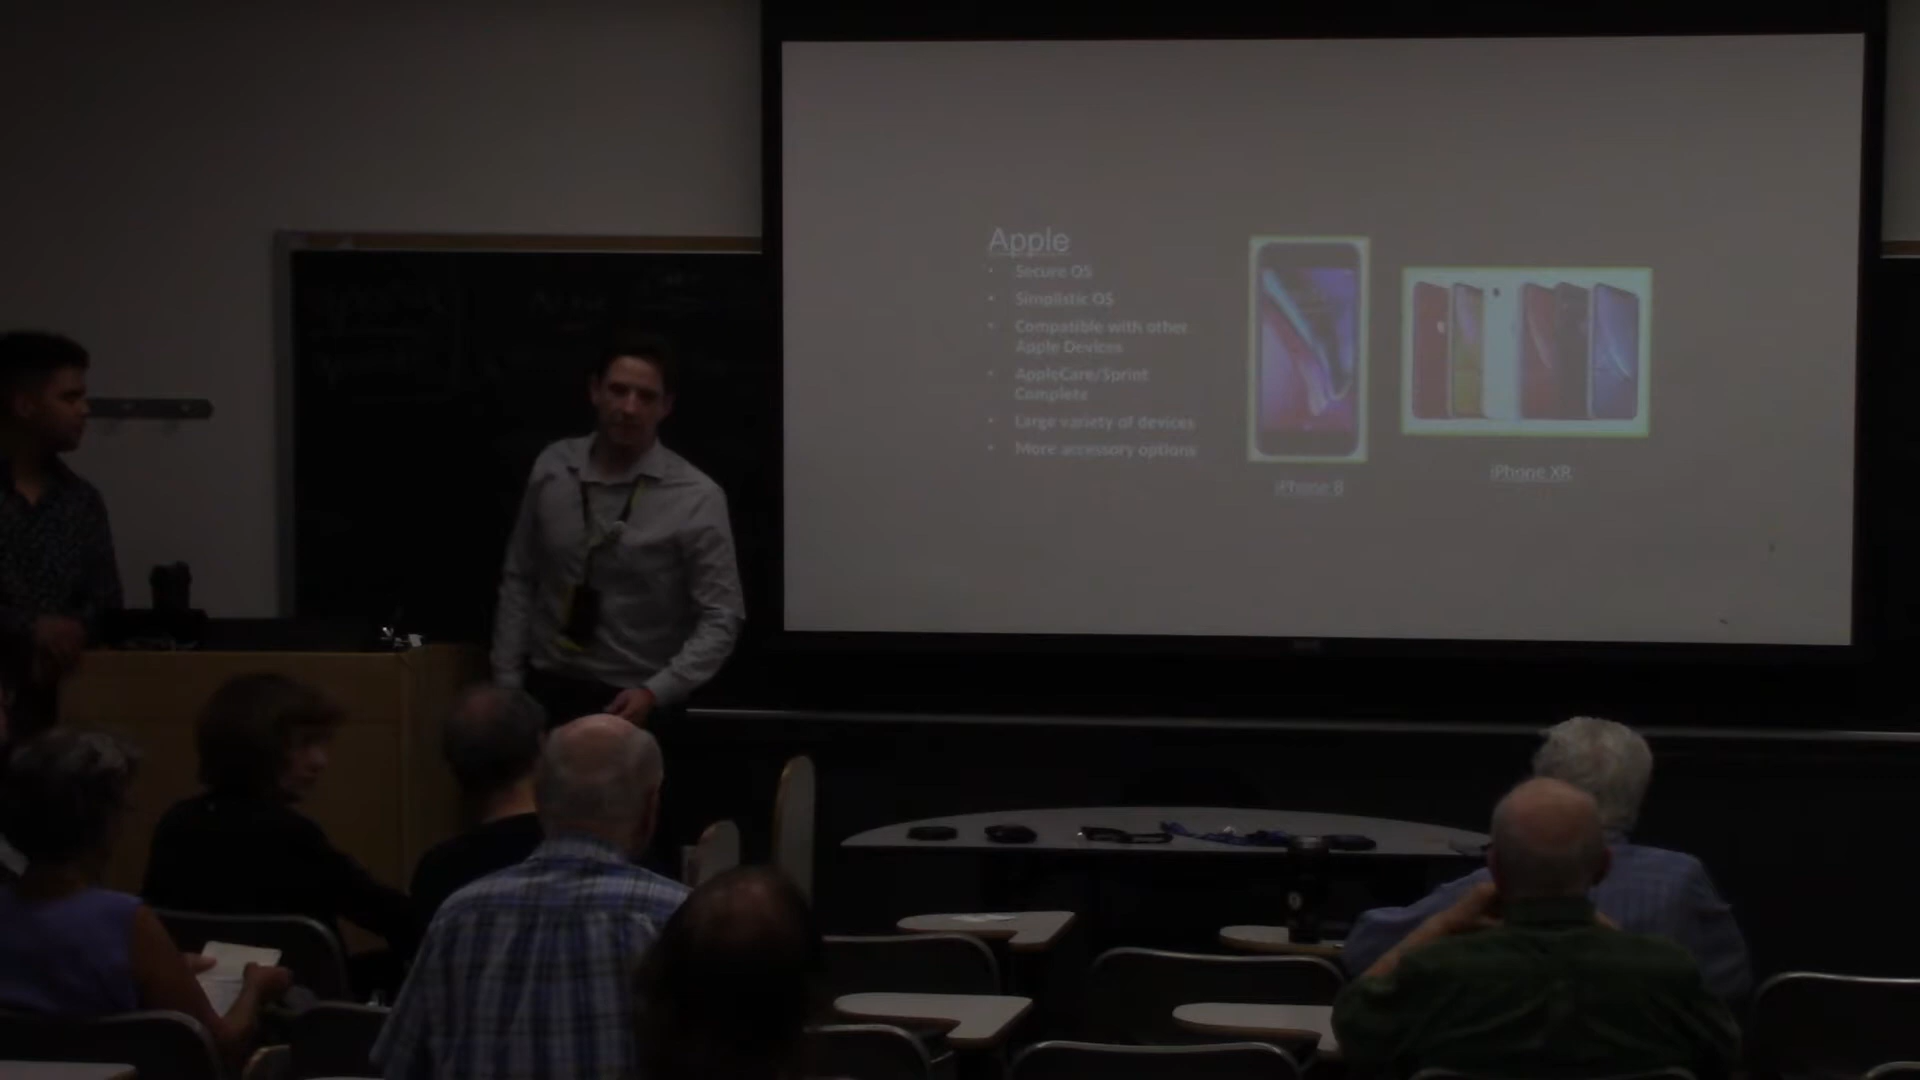 Apple
• Secure OS
• Simplistic OS
• Compatible with other
Apple Devices
• AppleCare/Sprint
Complete
• Large variety of devices
• More accessory options
iPhone 8
iPhone XR